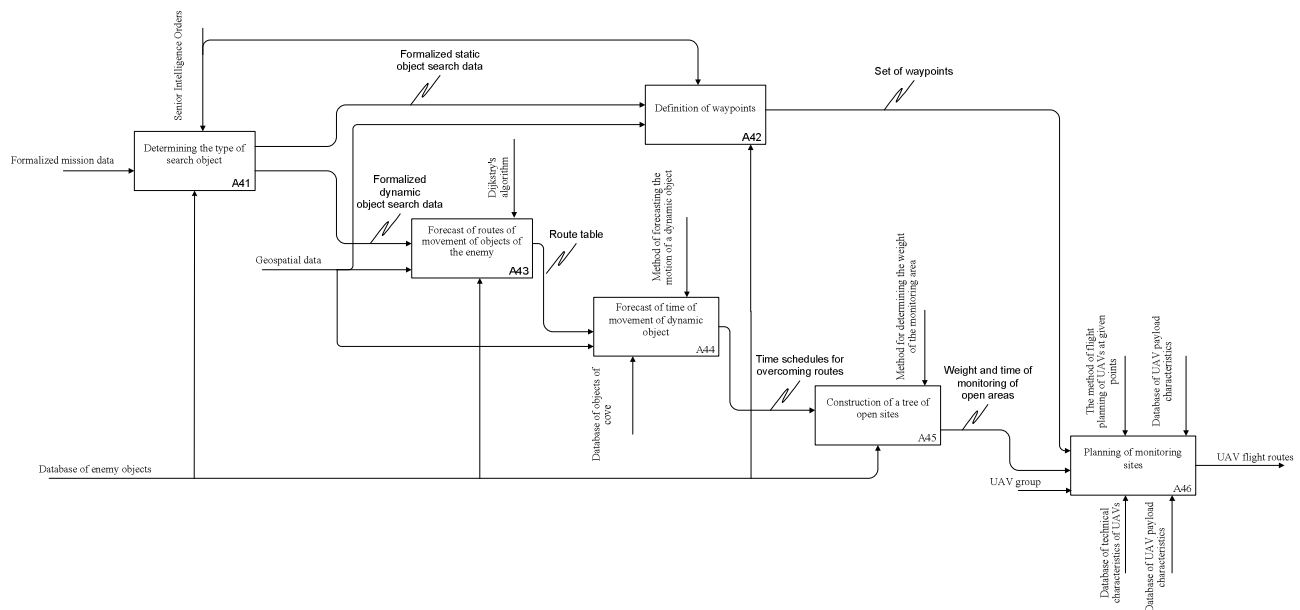 Senior Intelligence Orders
Formalized static
object search data
Set of waypoints
Definition of waypoints
A42
Determining the type of
search object
A41
Formalized mission data
Formalized
dynamic
object search data
Dijkstry's
algorithm
Forecast of routes of
movement of objects of
the enemy
A43
Route table
Geospatial data
Method of forecasting the
motion of a dynamic object
Forecast of time of
movement of dynamic
object
A44
Database of objects of
cove
Method for determining the weight
of the monitoring area
Time schedules for
overcoming routes
Construction of a tree of
open sites
A45
Weight and time of
monitoring of
open areas
The method of flight
planning of UAVs at given
points
Database of UAV payload
characteristics
Database of enemy objects
Planning of monitoring
sites
A46
UAV group
UAV flight routes
Database of technical
characteristics of UAVs
Database of UAV payload
characteristics